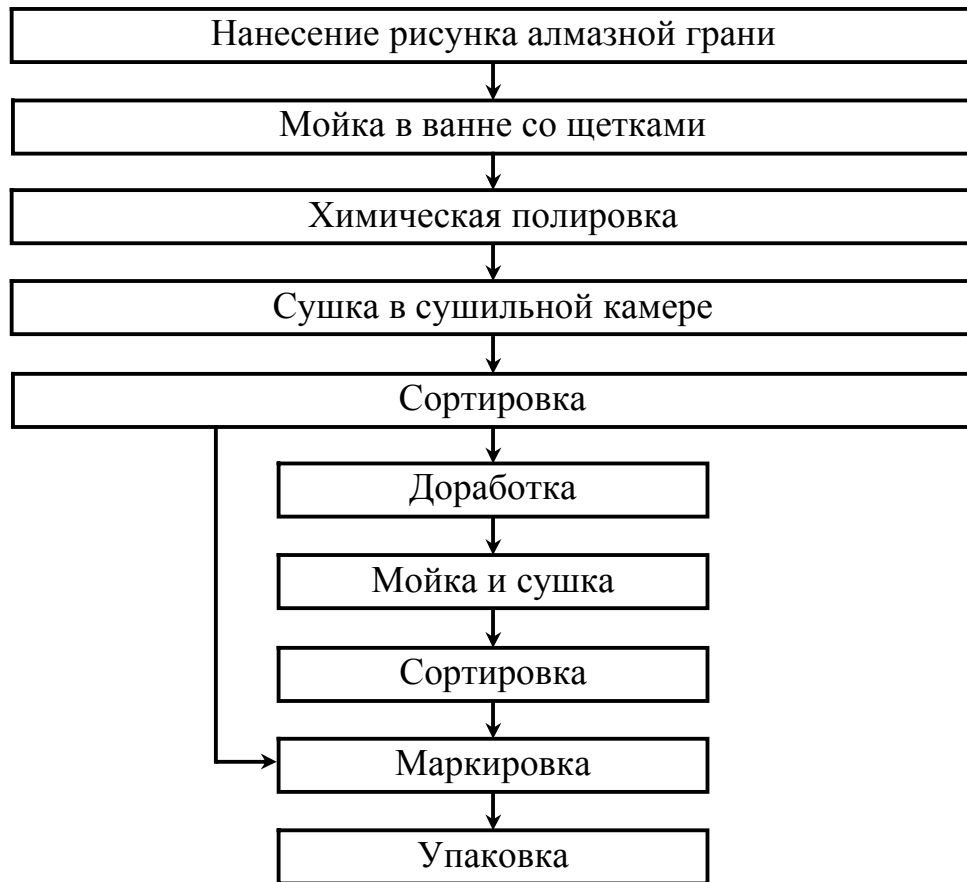 Нанесение рисунка алмазной грани
Мойка в ванне со щетками
Химическая полировка
Сушка в сушильной камере
Сортировка
Доработка
Мойка и сушка
Сортировка
Маркировка
Упаковка